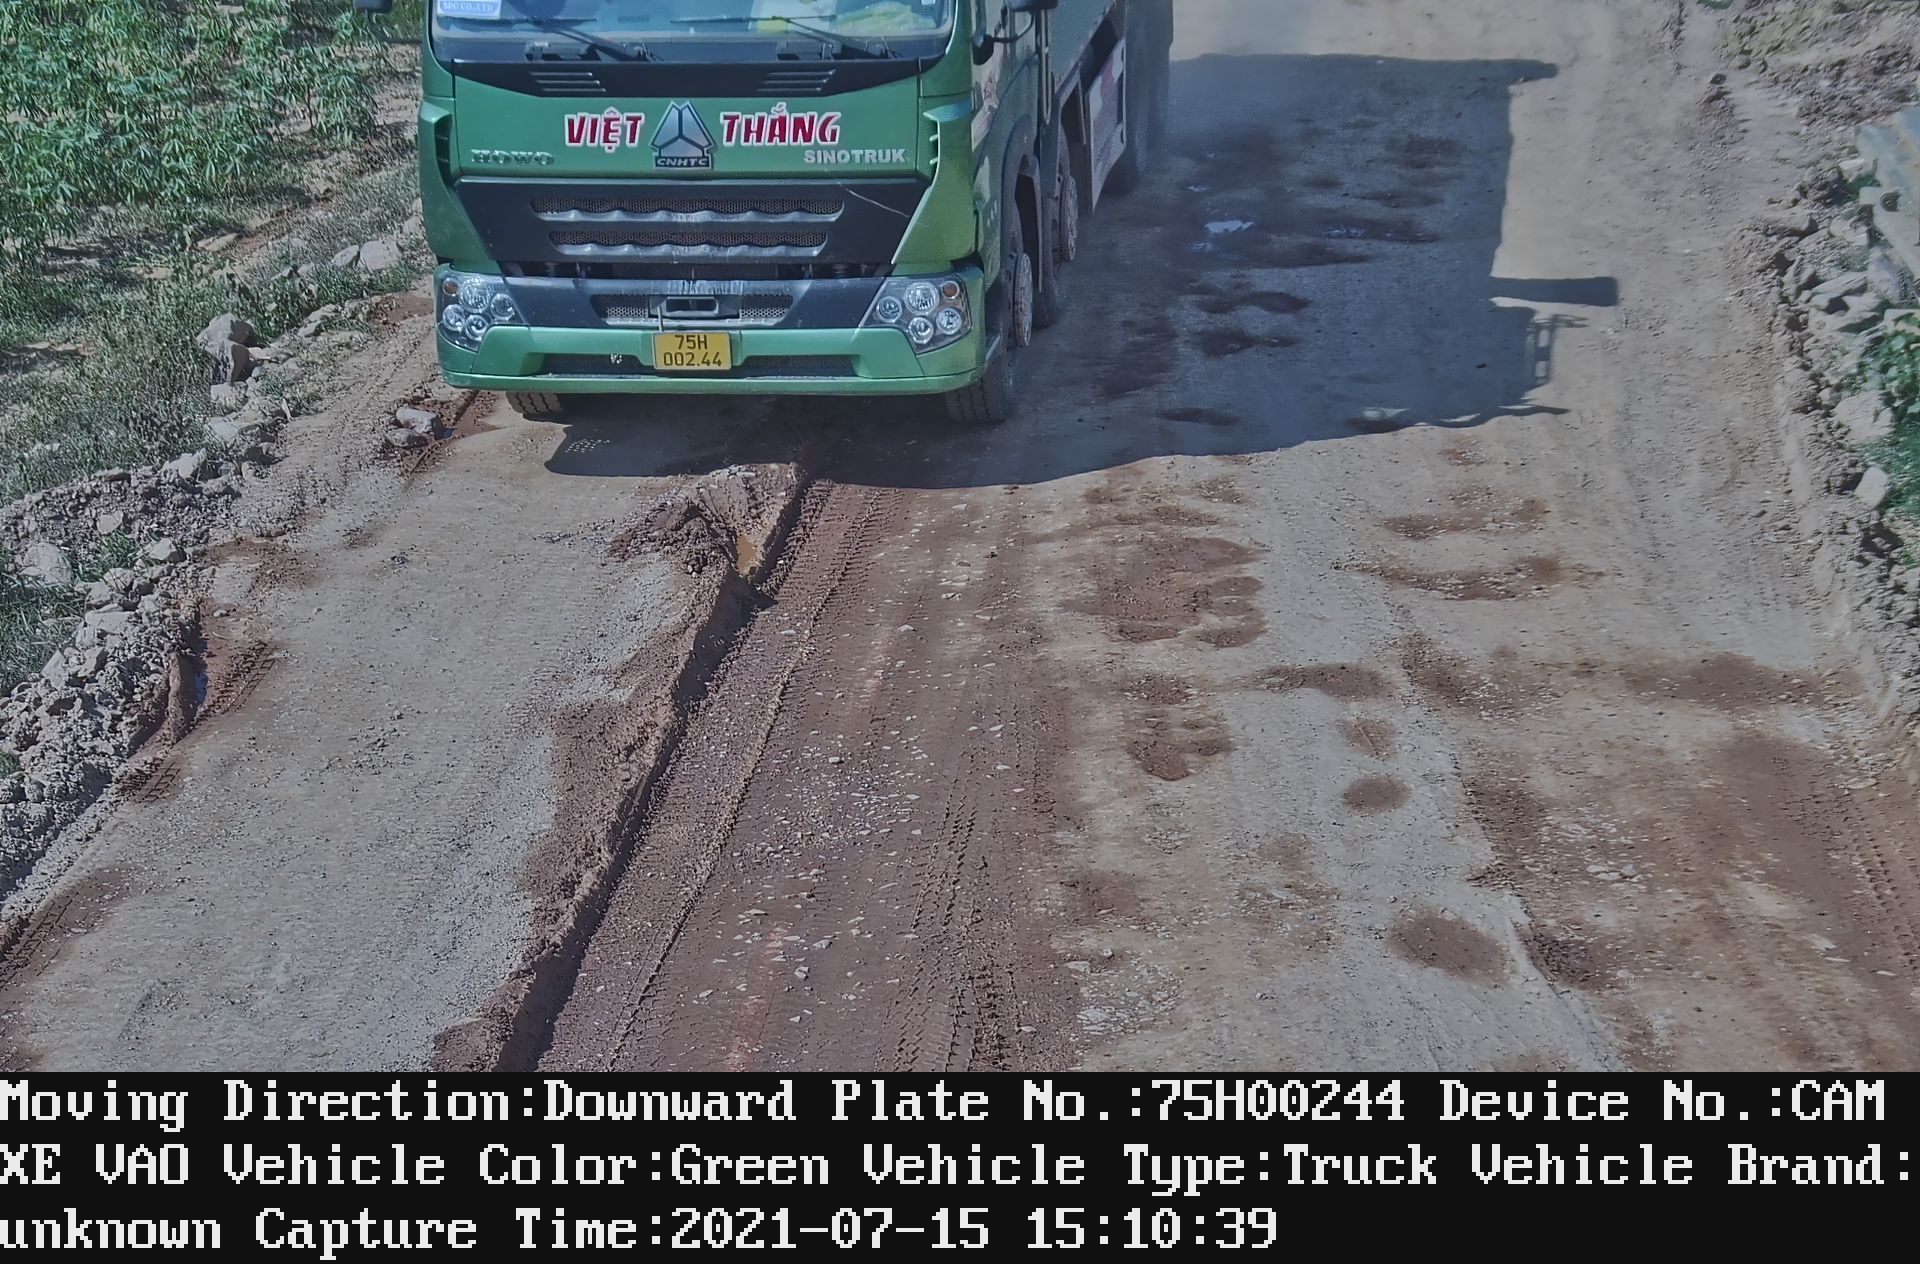 VIỆT THẮNG
HOWO CNHTC SINOTRUK
75H
002.44
Moving Direction:Downward Plate No.:75H00244 Device No.:CAM
XE VAO Vehicle Color:Green Vehicle Type:Truck Vehicle Brand:
unknown Capture Time:2021-07-15 15:10:39